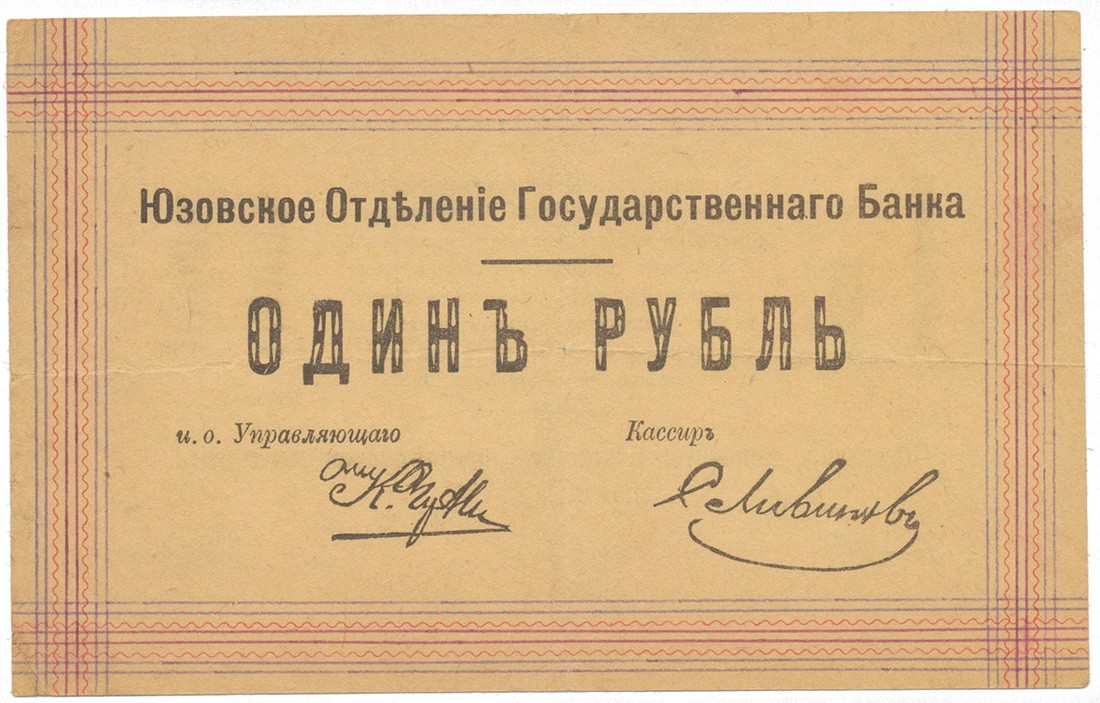 Юзовское Отдѣленіе Государственнаго Банка
ОДИНЪ РУБЛЬ
и. о. Управляющаго Кассиръ